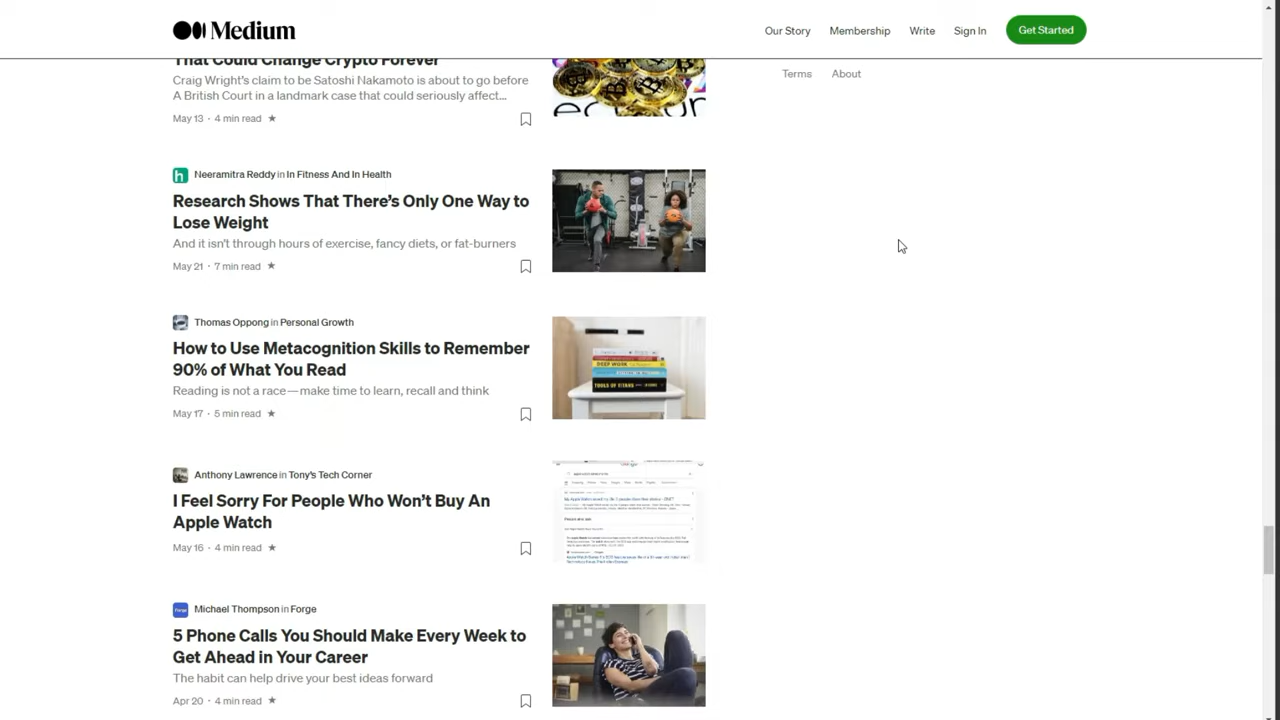 Medium
Our Story
Membership
Write
Sign In
Get Started
That Could Change Crypto Forever
Craig Wright's claim to be Satoshi Nakamoto is about to go before
A British Court in a landmark case that could seriously affect…
May 13 · 4 min read ★
Terms
About
Neeramitra Reddy in In Fitness And In Health
Research Shows That There's Only One Way to
Lose Weight
And it isn't through hours of exercise, fancy diets, or fat-burners
May 21 · 7 min read ★
Thomas Oppong in Personal Growth
How to Use Metacognition Skills to Remember
90% of What You Read
Reading is not a race — make time to learn, recall and think
May 17 · 5 min read ★
DEEP WORK
TOOLS OF TITANS
Anthony Lawrence in Tony's Tech Corner
I Feel Sorry For People Who Won't Buy An
Apple Watch
May 16 · 4 min read ★
Forge
Michael Thompson in Forge
5 Phone Calls You Should Make Every Week to
Get Ahead in Your Career
The habit can help drive your best ideas forward
Apr 20 · 4 min read ★